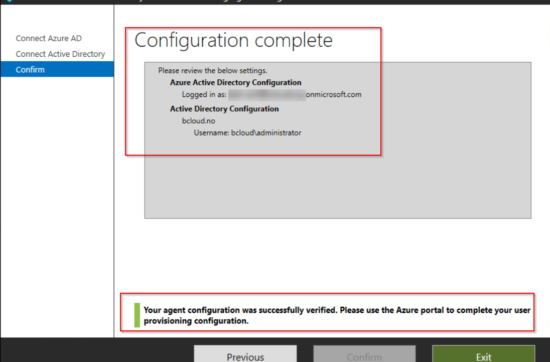 Connect Azure AD
Connect Active Directory
Confirm
Configuration complete
Please review the below settings.
Azure Active Directory Configuration
Logged in as: onmicrosoft.com
Active Directory Configuration
bcloud.no
Username: bcloud\administrator
Your agent configuration was successfully verified. Please use the Azure portal to complete your user
provisioning configuration.
Previous
Confirm
Exit